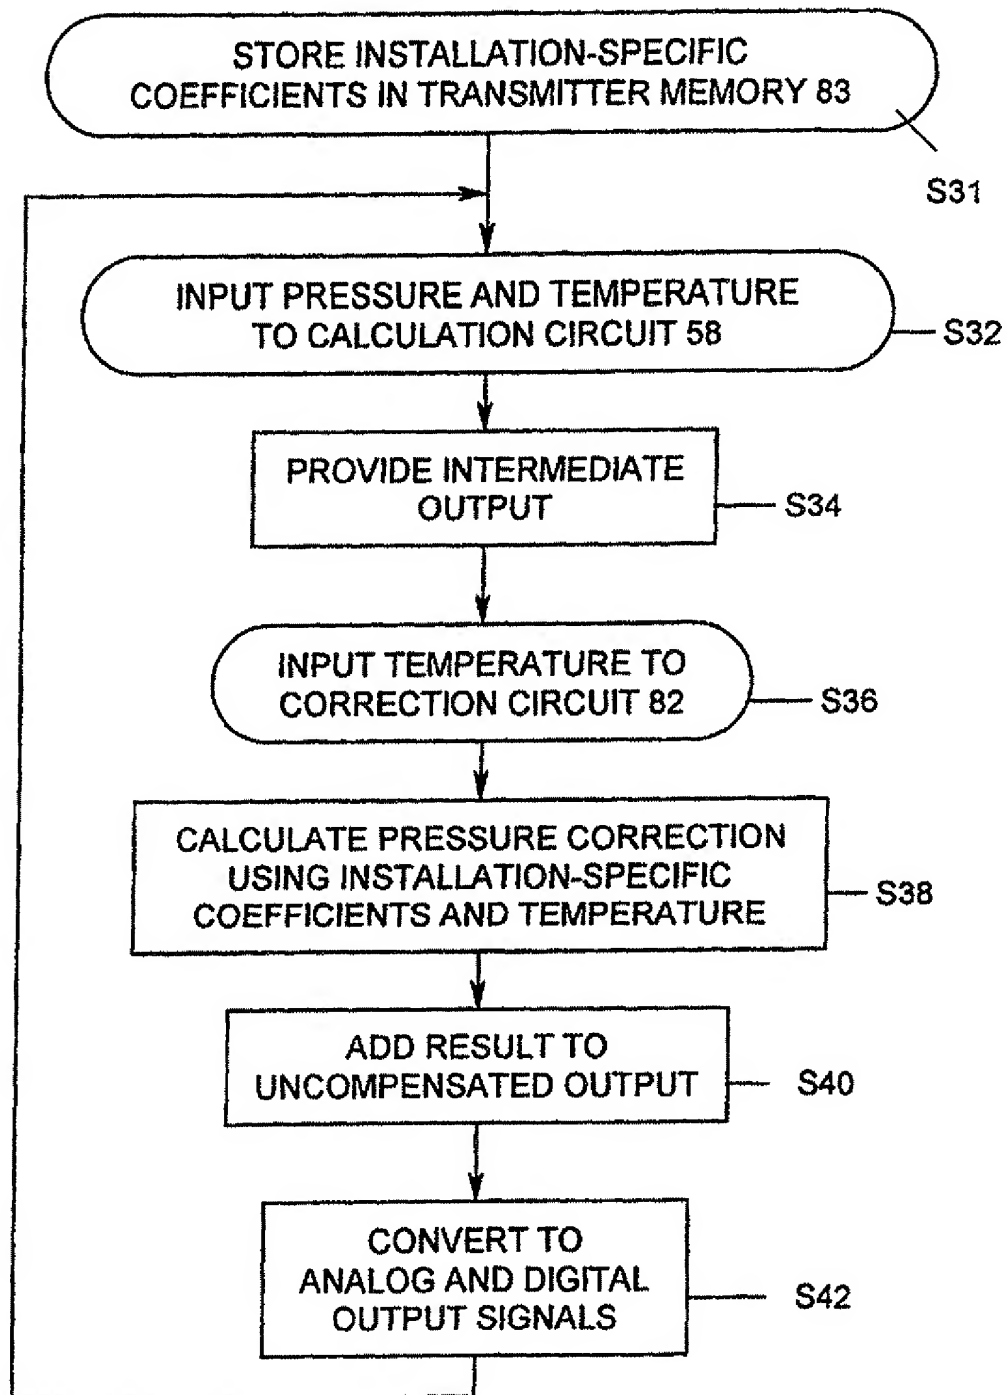 STORE INSTALLATION-SPECIFIC
COEFFICIENTS IN TRANSMITTER MEMORY 83
S31
INPUT PRESSURE AND TEMPERATURE
TO CALCULATION CIRCUIT 58
S32
PROVIDE INTERMEDIATE
OUTPUT
S34
INPUT TEMPERATURE TO
CORRECTION CIRCUIT 82
S36
CALCULATE PRESSURE CORRECTION
USING INSTALLATION-SPECIFIC
COEFFICIENTS AND TEMPERATURE
S38
ADD RESULT TO
UNCOMPENSATED OUTPUT
S40
CONVERT TO
ANALOG AND DIGITAL
OUTPUT SIGNALS
S42